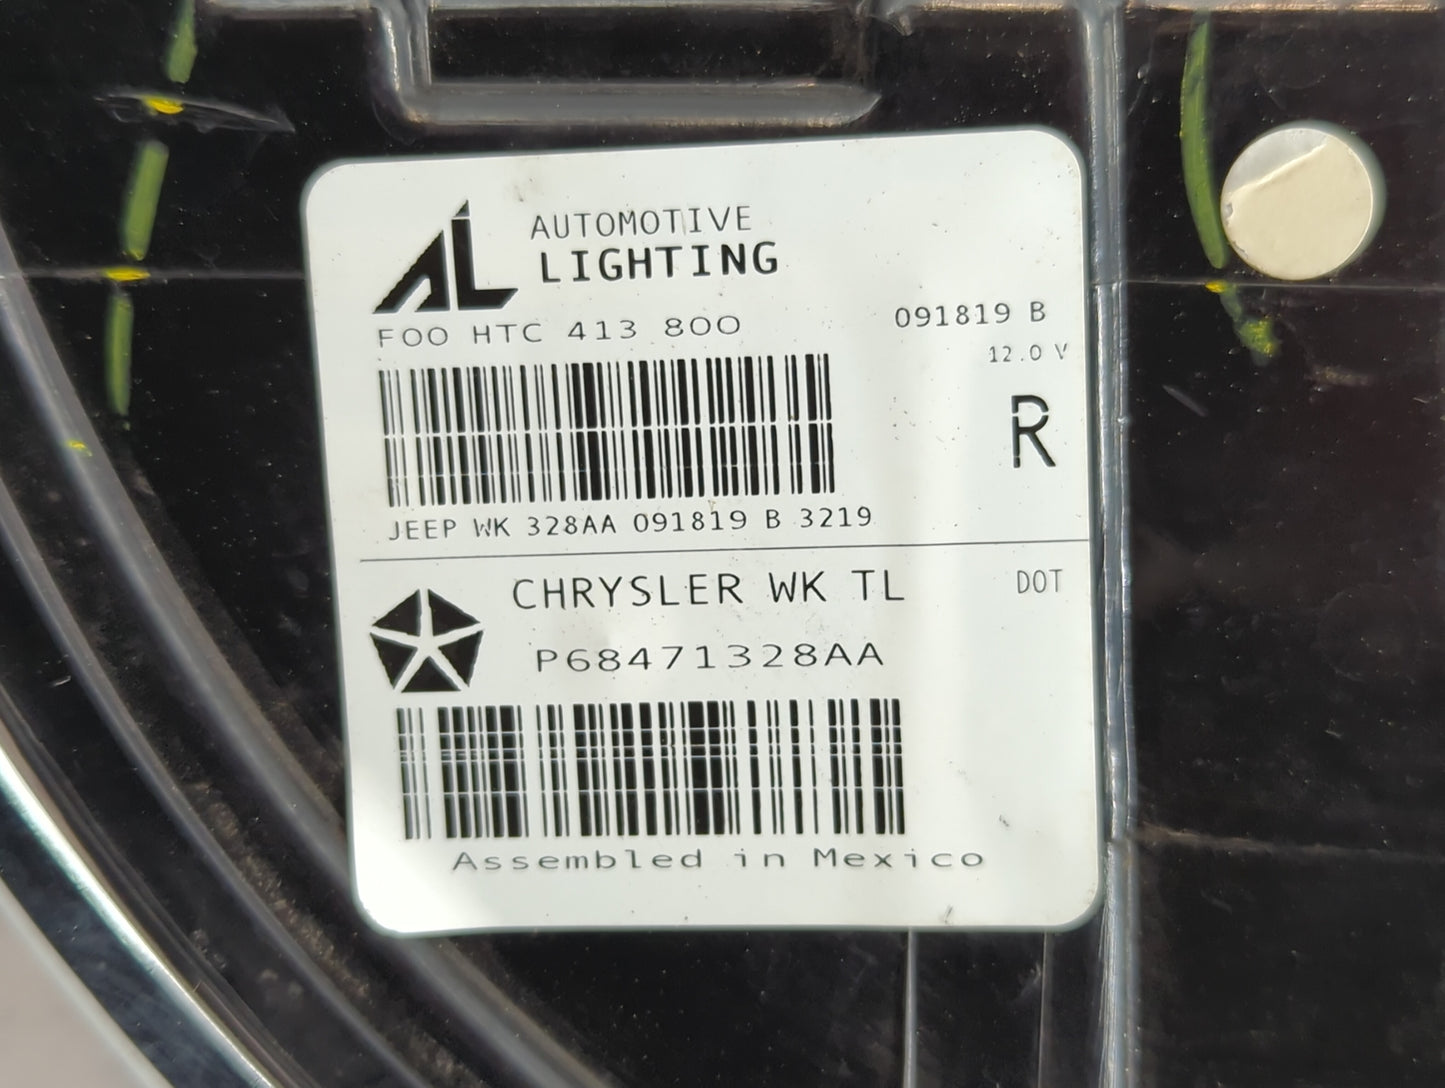 AL
AUTOMOTIVE
LIGHTING
F00 HTC 413 800
091819 B
12.0 V
R
JEEP WK 328AA 091819 B 3219
CHRYSLER WK TL
DOT
P68471328AA
Assembled in Mexico